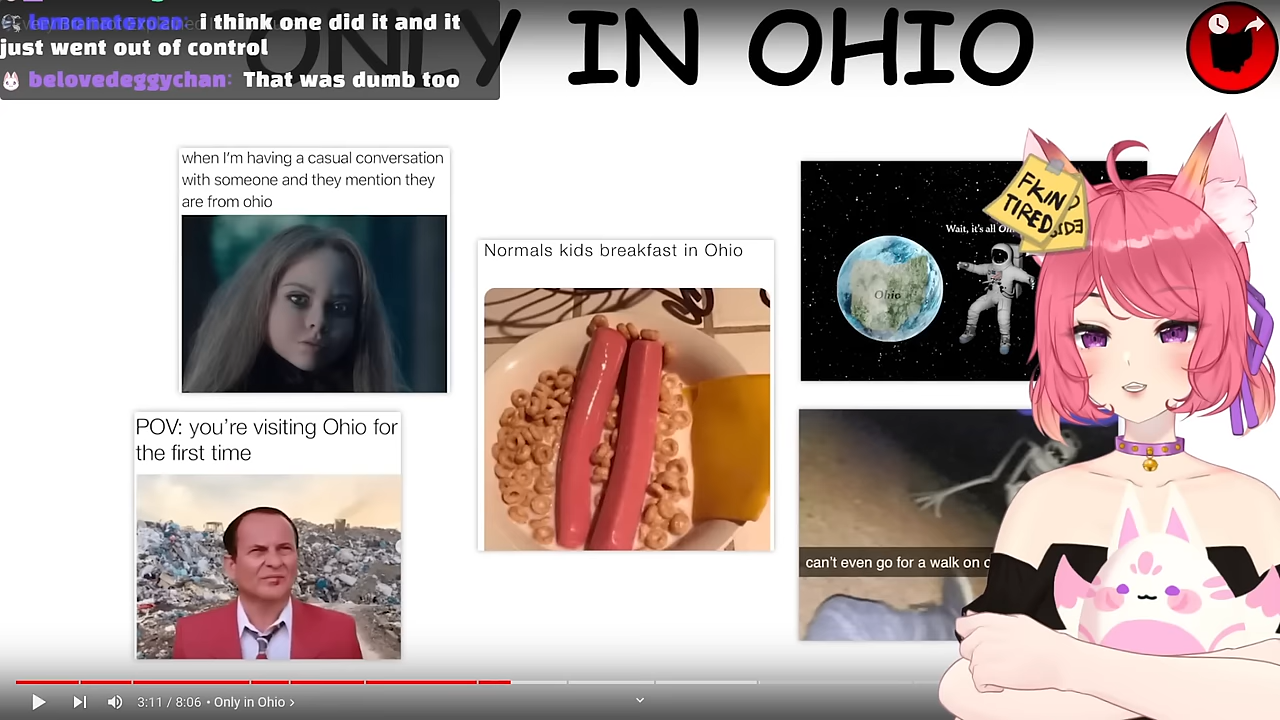 ONLY IN OHIO
i think one did it and it
just went out of control
belovedeggychan: That was dumb too
when I'm having a casual conversation
with someone and they mention they
are from ohio
Normals kids breakfast in Ohio
Wait, it's all
Ohio
FKIN
TIRED
POV: you're visiting Ohio for
the first time
can't even go for a walk on
3:11 / 8:06 • Only in Ohio ›